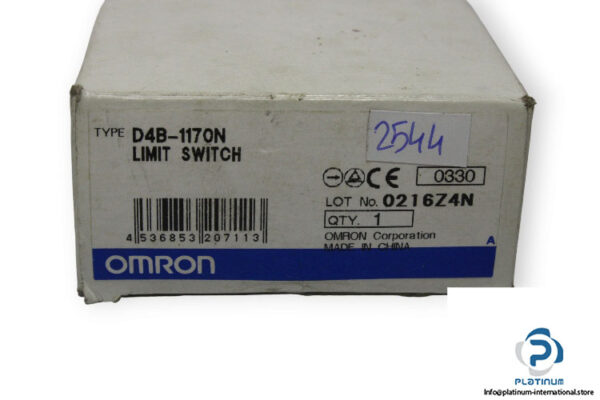 TYPE D4B-1170N
LIMIT SWITCH
2544
CE 0330
LOT No. 0216Z4N
QTY. 1
4 536853 207113
OMRON Corporation
MADE IN CHINA
A
OMRON
PLATINUM
Info@platinum-international.store